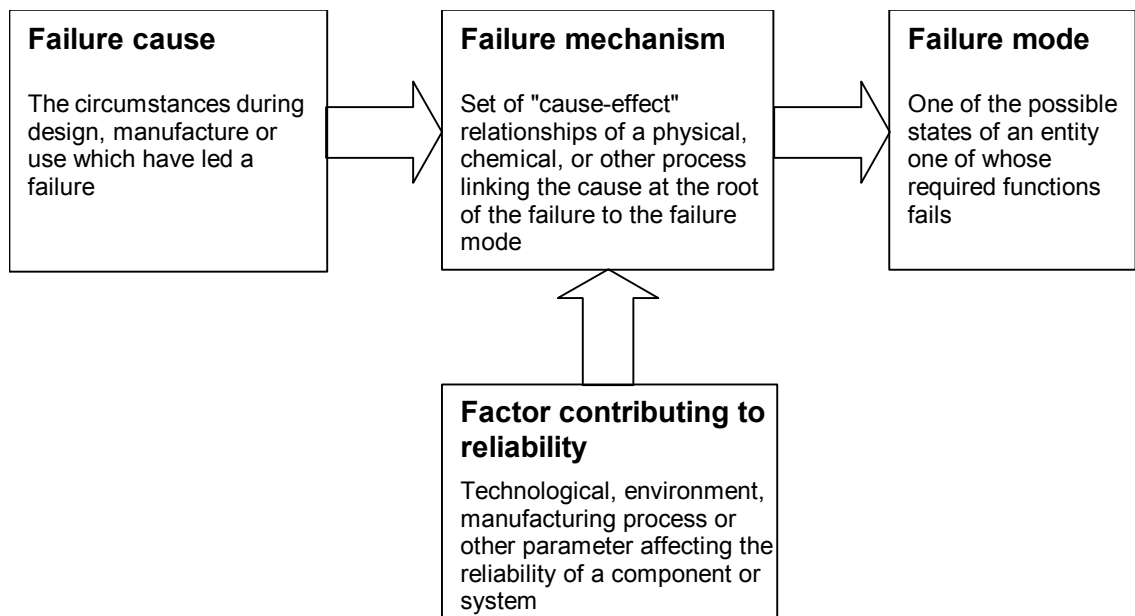 Failure cause
The circumstances during
design, manufacture or
use which have led a
failure
Failure mechanism
Set of "cause-effect"
relationships of a physical,
chemical, or other process
linking the cause at the root
of the failure to the failure
mode
Failure mode
One of the possible
states of an entity
one of whose
required functions
fails
Factor contributing to
reliability
Technological, environment,
manufacturing process or
other parameter affecting the
reliability of a component or
system